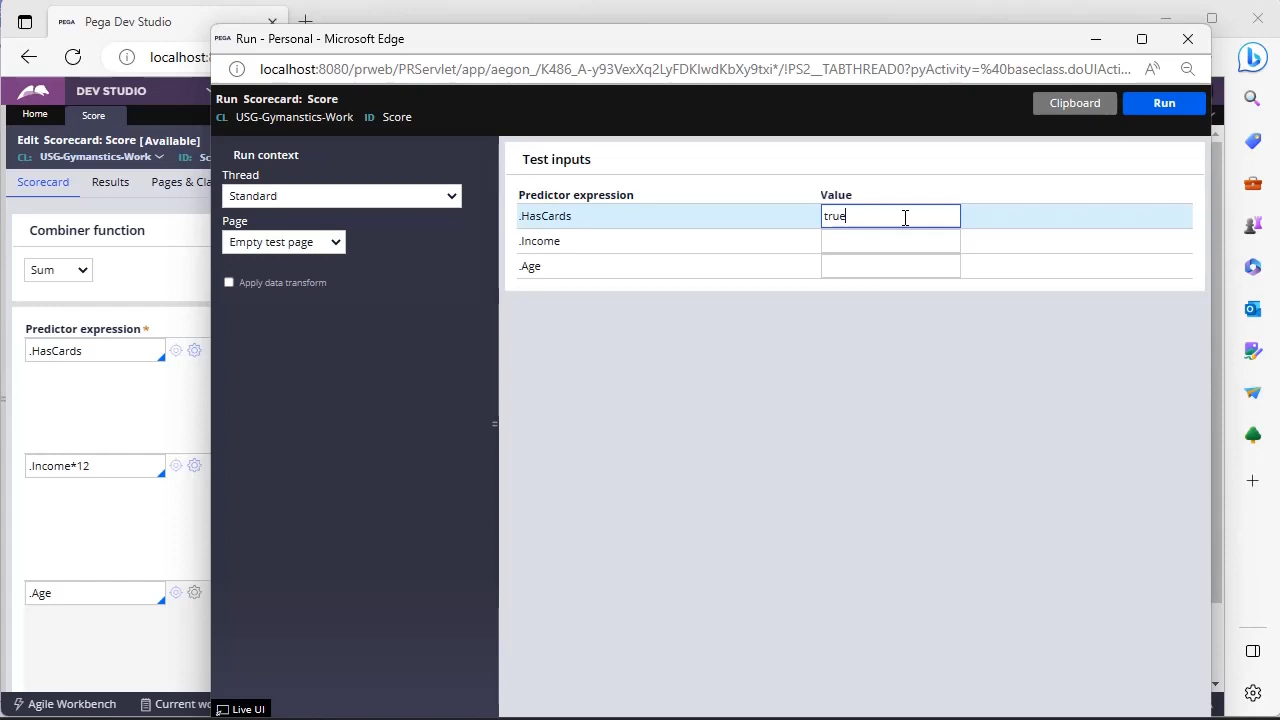 PEGA Pega Dev Studio
PEGA Run - Personal - Microsoft Edge
localhost:
localhost:8080/prweb/PRServlet/app/aegon_/K486_A-y93VexXq2LyFDKIwdKbXy9txi*/!PS2__TABTHREAD0?pyActivity=%40baseclass.doUIActi...
DEV STUDIO
Home
Score
Edit Scorecard: Score [Available]
CL: USG-Gymanstics-Work ID: Sc
Scorecard Results Pages & Cla
Combiner function
Sum
Predictor expression *
.HasCards
.Income*12
.Age
Agile Workbench
Current wo
Run Scorecard: Score
CL USG-Gymanstics-Work ID Score
Clipboard
Run
Run context
Thread
Standard
Page
Empty test page
Apply data transform
Test inputs
Predictor expression Value
.HasCards true
.Income
.Age
Live UI